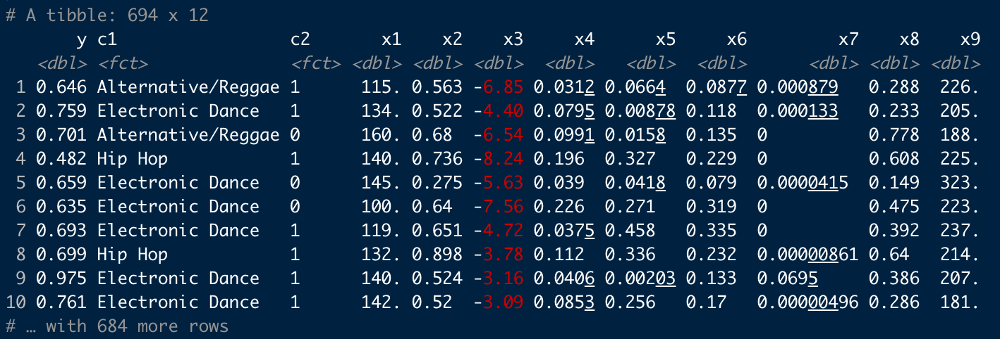 # A tibble: 694 x 12
       y c1                 c2       x1    x2    x3     x4      x5     x6         x7    x8    x9
   <dbl> <fct>              <fct> <dbl> <dbl> <dbl>  <dbl>   <dbl>  <dbl>      <dbl> <dbl> <dbl>
 1 0.646 Alternative/Reggae 1      115. 0.563 -6.85 0.0312 0.0664  0.0877 0.000879   0.288  226.
 2 0.759 Electronic Dance   1      134. 0.522 -4.40 0.0795 0.00878 0.118  0.000133   0.233  205.
 3 0.701 Alternative/Reggae 0      160. 0.68  -6.54 0.0991 0.0158  0.135  0          0.778  188.
 4 0.482 Hip Hop            1      140. 0.736 -8.24 0.196  0.327   0.229  0          0.608  225.
 5 0.659 Electronic Dance   0      145. 0.275 -5.63 0.039  0.0418  0.079  0.0000415  0.149  323.
 6 0.635 Electronic Dance   0      100. 0.64  -7.56 0.226  0.271   0.319  0          0.475  223.
 7 0.693 Electronic Dance   1      119. 0.651 -4.72 0.0375 0.458   0.335  0          0.392  237.
 8 0.699 Hip Hop            1      132. 0.898 -3.78 0.112  0.336   0.232  0.00000861 0.64   214.
 9 0.975 Electronic Dance   1      140. 0.524 -3.16 0.0406 0.00203 0.133  0.0695     0.386  207.
10 0.761 Electronic Dance   1      142. 0.52  -3.09 0.0853 0.256   0.17   0.00000496 0.286  181.
# … with 684 more rows